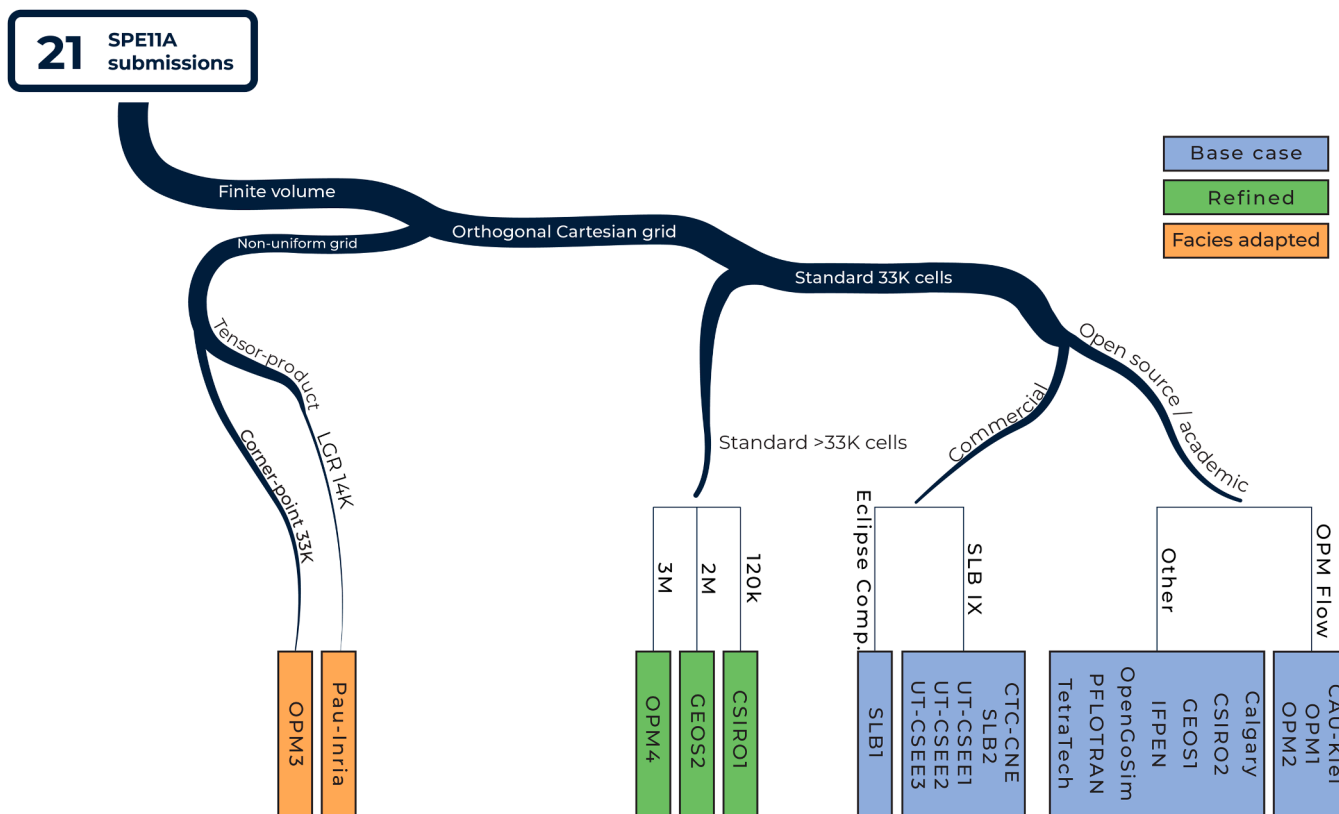 21
SPE11A
submissions
Base case
Refined
Facies adapted
Finite volume
Non-uniform grid
Orthogonal Cartesian grid
Standard 33K cells
Tensor-product
LGR 14K
Corner-point 33K
Standard >33K cells
Commercial
Open source / academic
3M
2M
120k
Eclipse Comp.
SLB IX
Other
OPM Flow
OPM3
Pau-Inria
OPM4
GEOS2
CSIRO1
SLB1
CTC-CNE
SLB2
UT-CSEE1
UT-CSEE2
UT-CSEE3
Calgary
CSIRO2
GEOS1
IFPEN
OpenGoSim
PFLOTRAN
TetraTech
CAU-Kiel
OPM1
OPM2